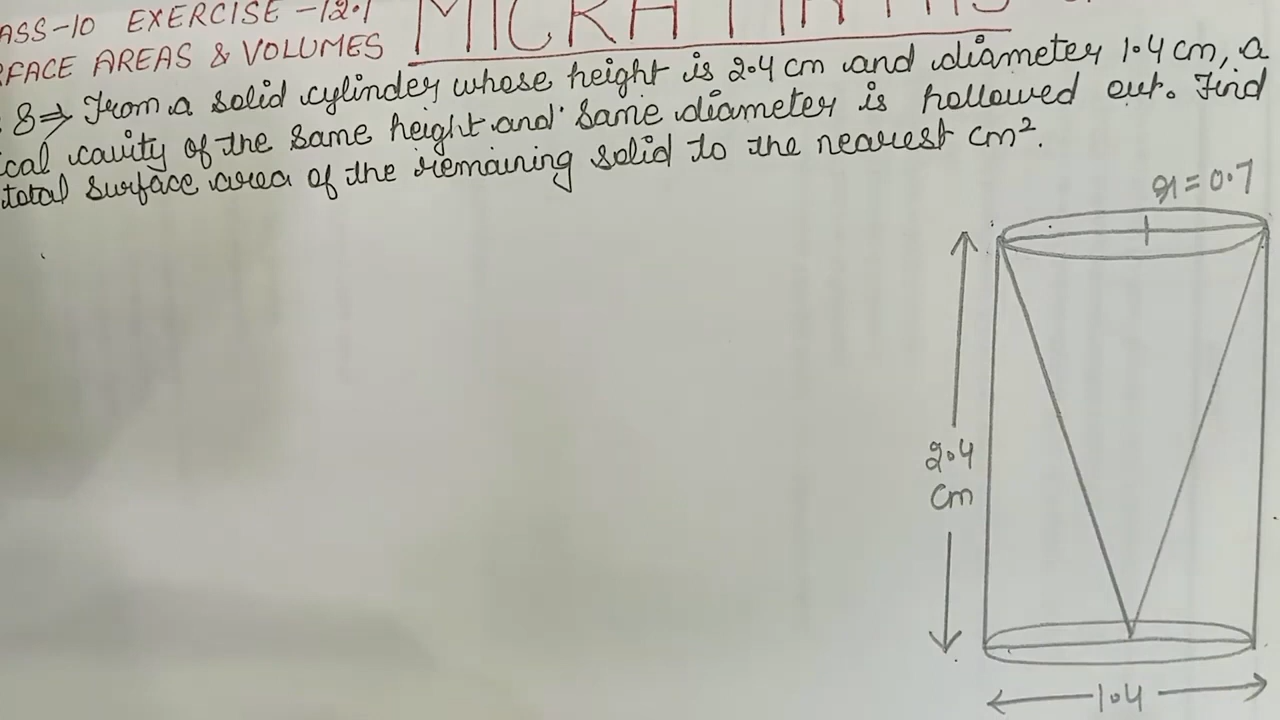 ASS-10 EXERCISE-12.1
RFACE AREAS & VOLUMES
8⇒ From a solid cylinder whose height is 2.4 cm and diameter 1.4 cm, a
ical cavity of the same height and same diameter is hollowed out. Find
total surface area of the remaining solid to the nearest cm².
r=0.7
2.4
cm
1.4